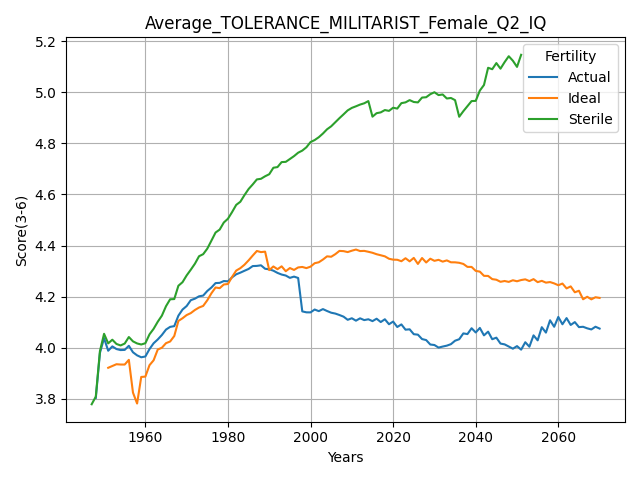 Average_TOLERANCE_MILITARIST_Female_Q2_IQ
Score(3-6)
5.2
5.0
4.8
4.6
4.4
4.2
4.0
3.8
Fertility
Actual
Ideal
Sterile
1960
1980
2000
2020
2040
2060
Years